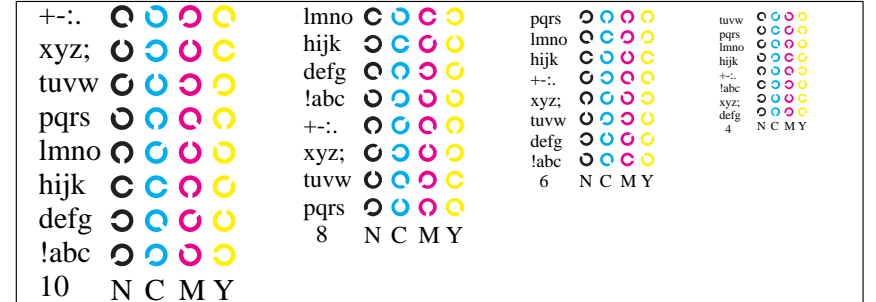 +-:.
xyz;
tuvw
pqrs
lmno
hijk
defg
!abc
10 N C M Y
lmno
hijk
defg
!abc
+-:.
xyz;
tuvw
pqrs
8 N C M Y
pqrs
lmno
hijk
+-:.
xyz;
tuvw
defg
!abc
6 N C M Y
tuvw
pqrs
lmno
hijk
+-:.
!abc
xyz;
defg
4 N C M Y